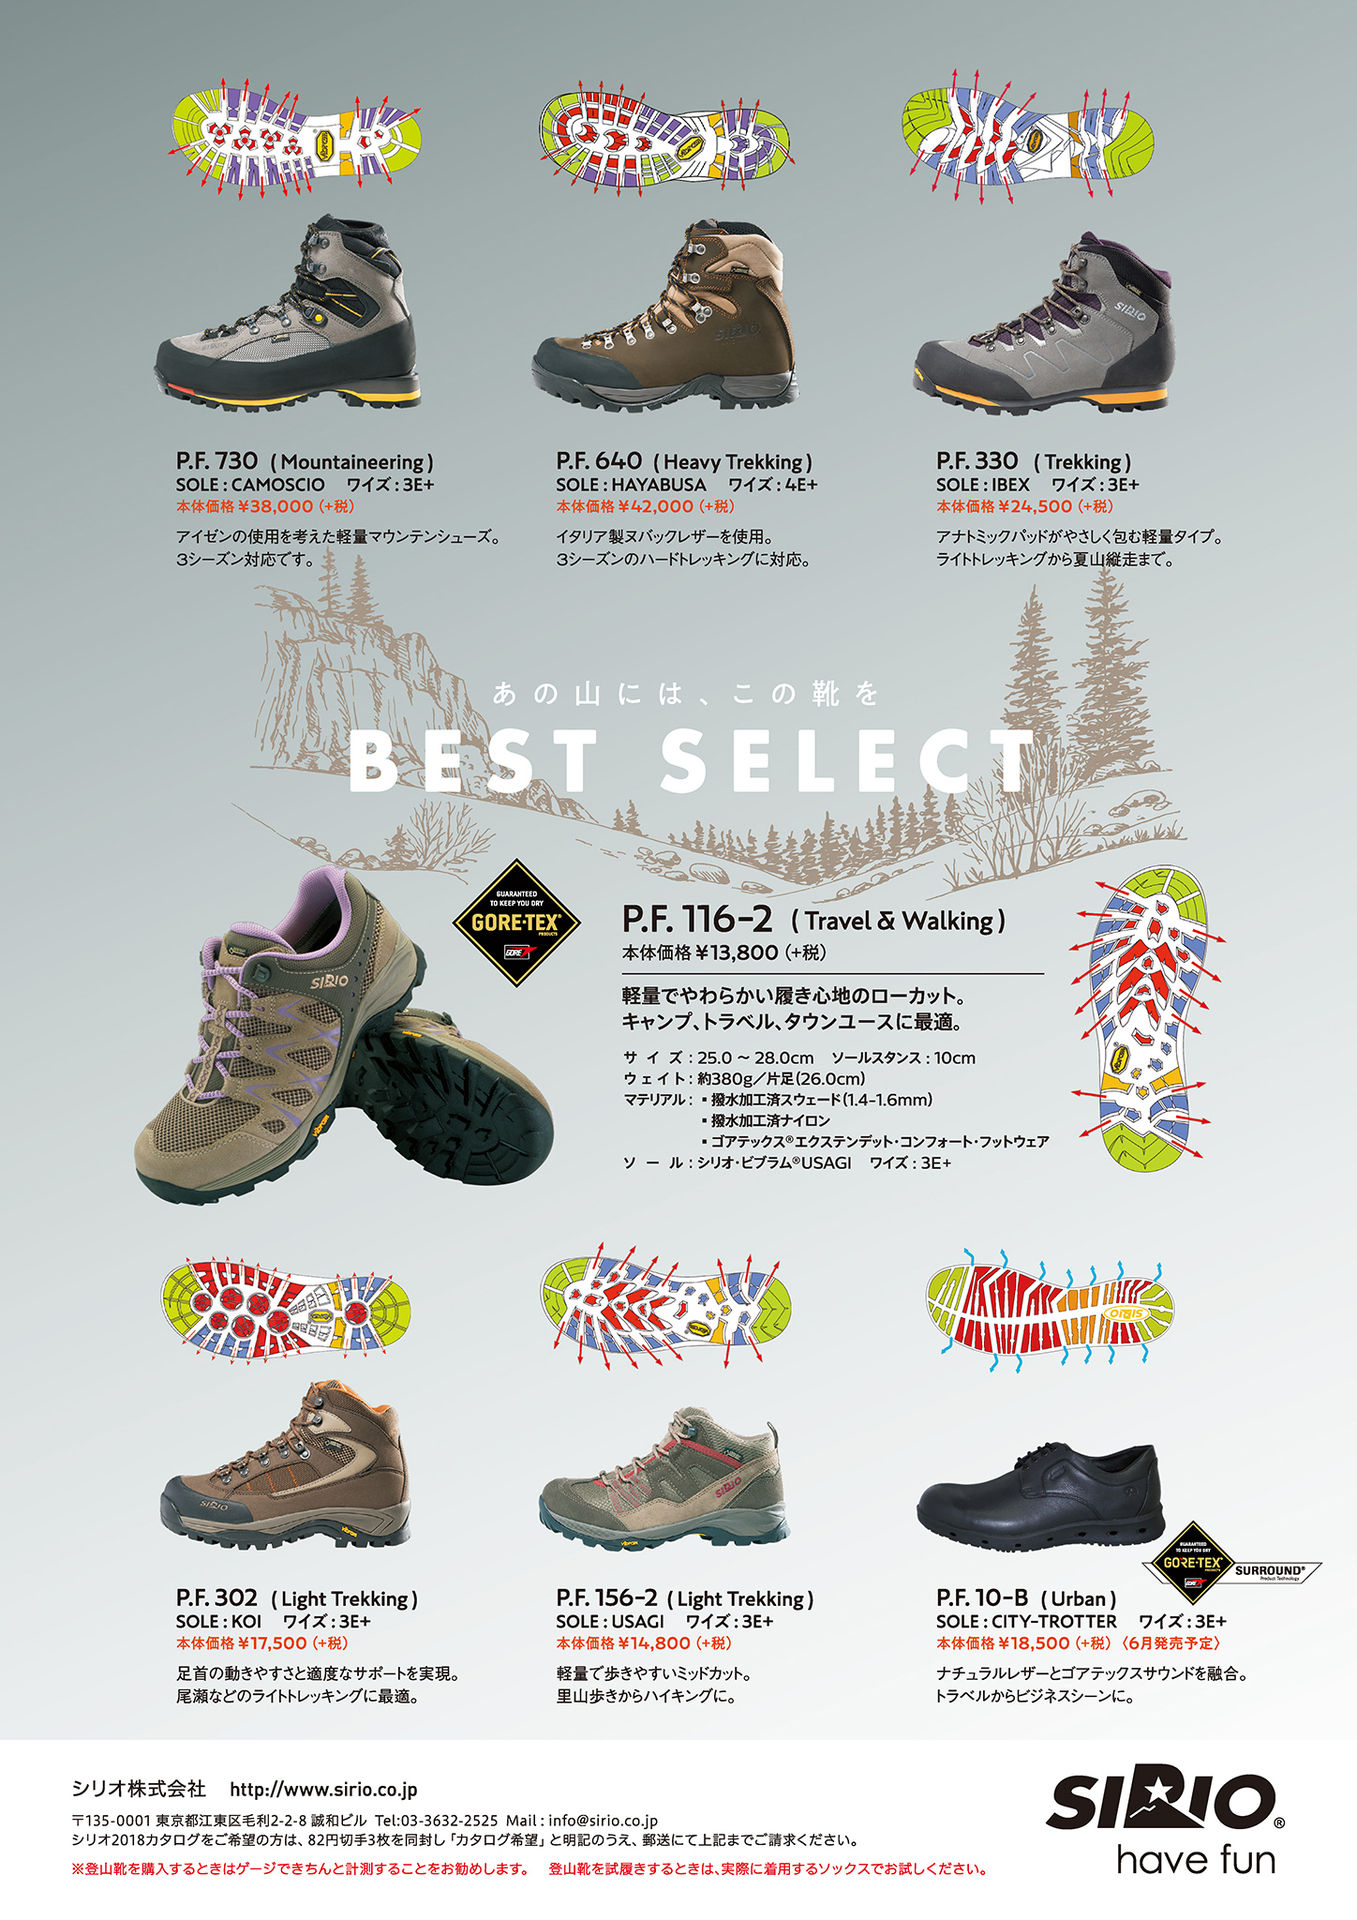 P.F. 730 ( Mountaineering )
SOLE : CAMOSCIO ワイズ : 3E+
本体価格 ¥38,000 (+税)
アイゼンの使用を考えた軽量マウンテンシューズ。
3シーズン対応です。
P.F. 640 ( Heavy Trekking )
SOLE : HAYABUSA ワイズ : 4E+
本体価格 ¥42,000 (+税)
イタリア製ヌバックレザーを使用。
3シーズンのハードトレッキングに対応。
P.F. 330 ( Trekking )
SOLE : IBEX ワイズ : 3E+
本体価格 ¥24,500 (+税)
アナトミックパッドがやさしく包む軽量タイプ。
ライトトレッキングから夏山縦走まで。
あの山には、この靴を
BEST SELECT
GUARANTEED
TO KEEP YOU DRY
GORE-TEX®
PRODUCTS
GORE
SIRIO
P.F. 116-2 ( Travel & Walking )
本体価格 ¥13,800 (+税)
軽量でやわらかい履き心地のローカット。
キャンプ、トラベル、タウンユースに最適。
サイズ : 25.0 ～ 28.0cm ソールスタンス : 10cm
ウェイト : 約380g／片足(26.0cm)
マテリアル : ▪ 撥水加工済スウェード(1.4-1.6mm)
▪ 撥水加工済ナイロン
▪ ゴアテックス®エクステンデット・コンフォート・フットウェア
ソール : シリオ・ビブラム®USAGI ワイズ : 3E+
P.F. 302 ( Light Trekking )
SOLE : KOI ワイズ : 3E+
本体価格 ¥17,500 (+税)
足首の動きやすさと適度なサポートを実現。
尾瀬などのライトトレッキングに最適。
P.F. 156-2 ( Light Trekking )
SOLE : USAGI ワイズ : 3E+
本体価格 ¥14,800 (+税)
軽量で歩きやすいミッドカット。
里山歩きからハイキングに。
GUARANTEED
TO KEEP YOU DRY
GORE-TEX®
PRODUCTS
GORE
SURROUND®
Product Technology
P.F. 10-B ( Urban )
SOLE : CITY-TROTTER ワイズ : 3E+
本体価格 ¥18,500 (+税) 〈6月発売予定〉
ナチュラルレザーとゴアテックスサウンドを融合。
トラベルからビジネスシーンに。
シリオ株式会社 http://www.sirio.co.jp
〒135-0001 東京都江東区毛利2-2-8 誠和ビル Tel:03-3632-2525 Mail : info@sirio.co.jp
シリオ2018カタログをご希望の方は、82円切手3枚を同封し「カタログ希望」と明記のうえ、郵送にて上記までご請求ください。
※登山靴を購入するときはゲージできちんと計測することをお勧めします。 登山靴を試履きするときは、実際に着用するソックスでお試しください。
SIRIO®
have fun